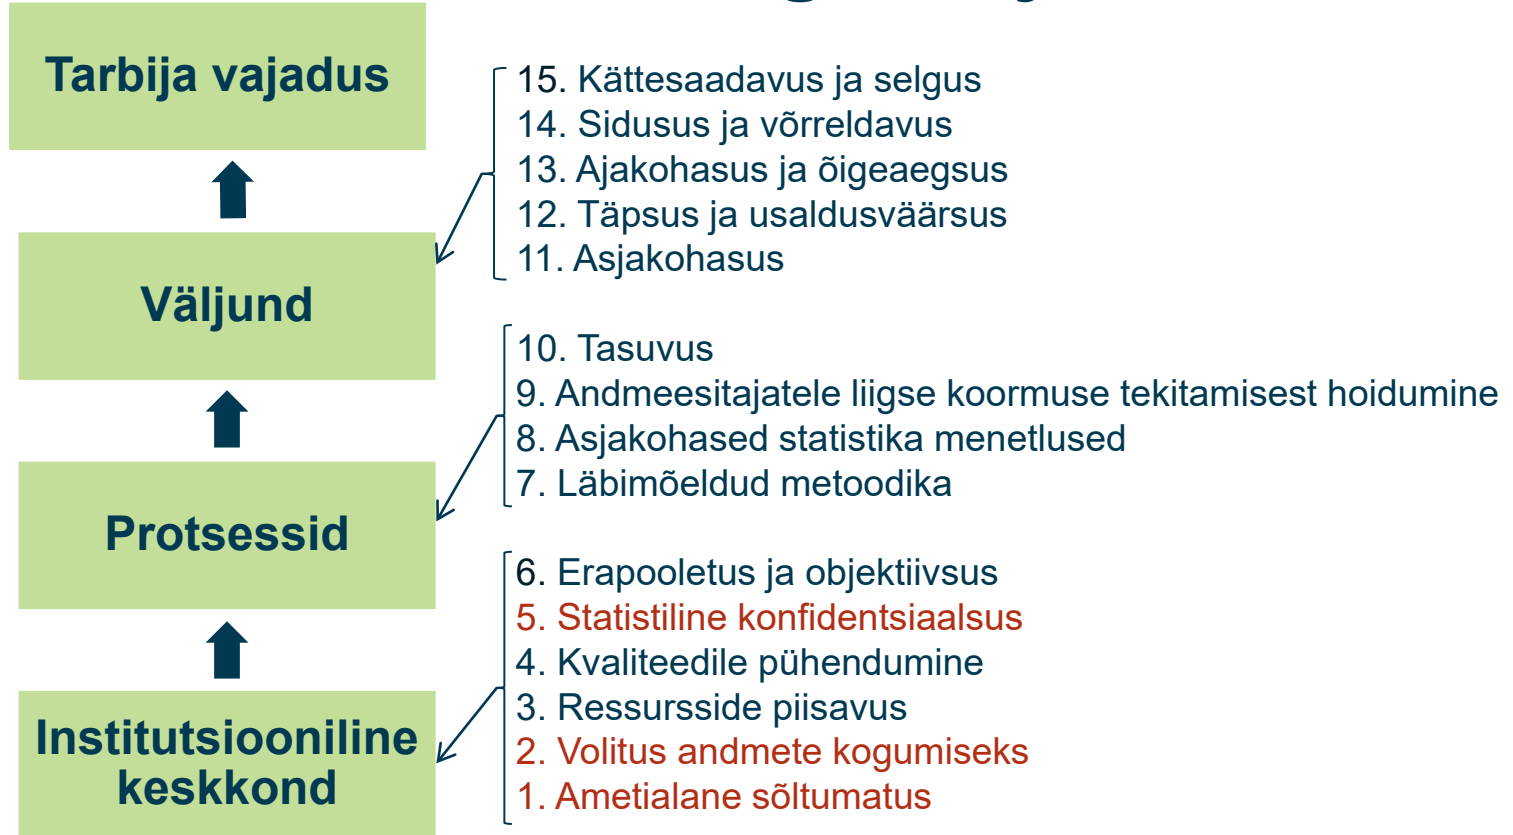 Tarbija vajadus
15. Kättesaadavus ja selgus
14. Sidusus ja võrreldavus
13. Ajakohasus ja õigeaegsus
12. Täpsus ja usaldusväärsus
11. Asjakohasus
Väljund
10. Tasuvus
9. Andmeesitajatele liigse koormuse tekitamisest hoidumine
8. Asjakohased statistika menetlused
7. Läbimõeldud metoodika
Protsessid
6. Erapooletus ja objektiivsus
5. Statistiline konfidentsiaalsus
4. Kvaliteedile pühendumine
3. Ressursside piisavus
2. Volitus andmete kogumiseks
1. Ametialane sõltumatus
Institutsiooniline
keskkond